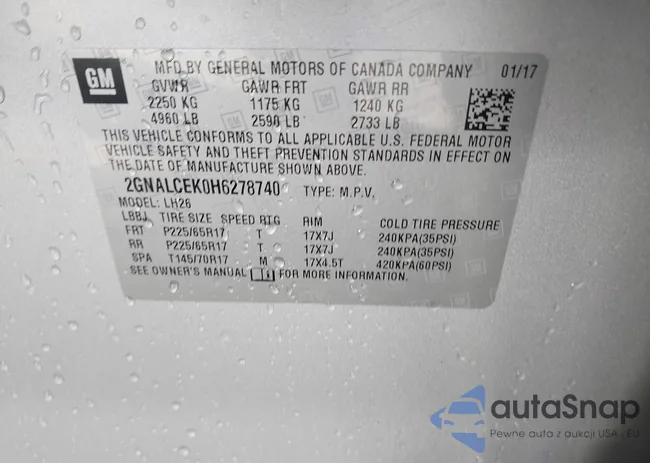 GM MFD BY GENERAL MOTORS OF CANADA COMPANY 01/17
GVWR GAWR FRT GAWR RR
2250 KG 1175 KG 1240 KG
4960 LB 2590 LB 2733 LB
THIS VEHICLE CONFORMS TO ALL APPLICABLE U.S. FEDERAL MOTOR
VEHICLE SAFETY AND THEFT PREVENTION STANDARDS IN EFFECT ON
THE DATE OF MANUFACTURE SHOWN ABOVE.
2GNALCEK0H6278740 TYPE: M.P.V.
MODEL: LH26
LBBJ TIRE SIZE SPEED RTG RIM COLD TIRE PRESSURE
FRT P225/65R17 T 17X7J 240KPA(35PSI)
RR P225/65R17 T 17X7J 240KPA(35PSI)
SPA T145/70R17 M 17X4.5T 420KPA(60PSI)
SEE OWNER'S MANUAL FOR MORE INFORMATION.
autaSnap
Pewne auto z aukcji USA - EU